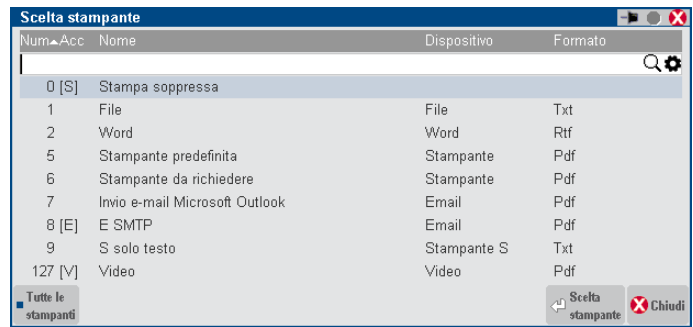 Scelta stampante
Num Acc Nome Dispositivo Formato
0 [S] Stampa soppressa
1 File File Txt
2 Word Word Rtf
5 Stampante predefinita Stampante Pdf
6 Stampante da richiedere Stampante Pdf
7 Invio e-mail Microsoft Outlook Email Pdf
8 [E] E SMTP Email Pdf
9 S solo testo Stampante S Txt
127 [V] Video Video Pdf
Tutte le
stampanti
Scelta
stampante
Chiudi